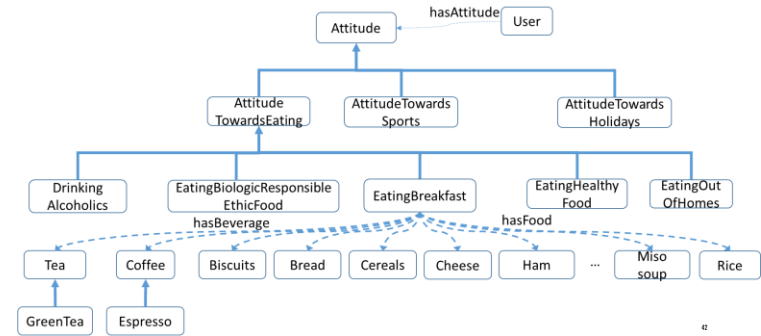 hasAttitude
User
Attitude
Attitude
TowardsEating
AttitudeTowards
Sports
AttitudeTowards
Holidays
Drinking
Alcoholics
EatingBiologicResponsible
EthicFood
EatingBreakfast
EatingHealthy
Food
EatingOut
OfHomes
hasBeverage
hasFood
Tea
Coffee
Biscuits
Bread
Cereals
Cheese
Ham
...
Miso
soup
Rice
GreenTea
Espresso
42